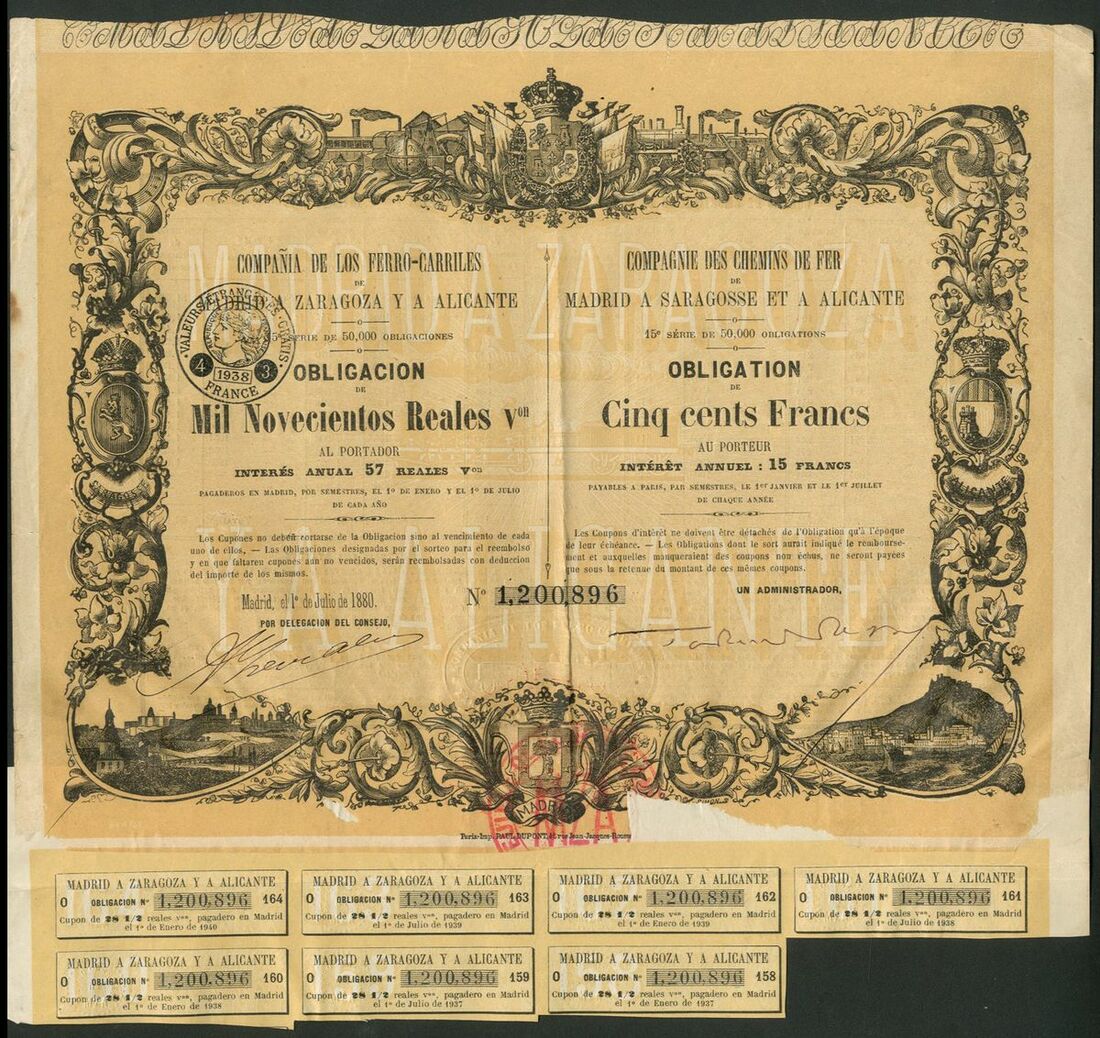 COMPAÑIA DE LOS FERRO-CARRILES
DE
MADRID A ZARAGOZA Y A ALICANTE
15ª SERIE DE 50,000 OBLIGACIONES
OBLIGACION
DE
Mil Novecientos Reales Von
AL PORTADOR
INTERÉS ANUAL 57 REALES Von
PAGADEROS EN MADRID, POR SEMESTRES, EL 1º DE ENERO Y EL 1º DE JULIO
DE CADA AÑO
Los Cupones no deben cortarse de la Obligacion sino al vencimiento de cada
uno de ellos. — Las Obligaciones designadas por el sorteo para el reembolso
y en que faltaren cupones aun no vencidos, serán reembolsadas con deduccion
del importe de los mismos.
Madrid, el 1º de Julio de 1880.
POR DELEGACION DEL CONSEJO,
VALEURS ETRANGERES GRATIS
4 1938 3
FRANCE
COMPAGNIE DES CHEMINS DE FER
DE
MADRID A SARAGOSSE ET A ALICANTE
15e SÉRIE DE 50,000 OBLIGATIONS
OBLIGATION
DE
Cinq cents Francs
AU PORTEUR
INTÉRÊT ANNUEL : 15 FRANCS
PAYABLES A PARIS, PAR SEMESTRES, LE 1er JANVIER ET LE 1er JUILLET
DE CHAQUE ANNÉE
Les Coupons d'intérêt ne doivent être détachés de l'Obligation qu'à l'époque
de leur échéance. — Les Obligations dont le sort aurait indiqué le rembourse-
ment et auxquelles manqueraient des coupons non échus, ne seront payées
que sous la retenue du montant de ces mêmes coupons.
UN ADMINISTRATEUR,
Nº 1,200,896
MADRID A ZARAGOZA
Y A ALICANTE
ALICANTE
MADRID
NIZA
Paris-Imp. PAUL DUPONT, rue Jean-Jacques-Rousse
MADRID A ZARAGOZA Y A ALICANTE
O OBLIGACION Nº 1,200,896 164
Cupon de 28 1/2 reales von, pagadero en Madrid
el 1º de Enero de 1940
MADRID A ZARAGOZA Y A ALICANTE
O OBLIGACION Nº 1,200,896 163
Cupon de 28 1/2 reales von, pagadero en Madrid
el 1º de Julio de 1939
MADRID A ZARAGOZA Y A ALICANTE
O OBLIGACION Nº 1,200,896 162
Cupon de 28 1/2 reales von, pagadero en Madrid
el 1º de Enero de 1939
MADRID A ZARAGOZA Y A ALICANTE
O OBLIGACION Nº 1,200,896 161
Cupon de 28 1/2 reales von, pagadero en Madrid
el 1º de Julio de 1938
MADRID A ZARAGOZA Y A ALICANTE
O OBLIGACION Nº 1,200,896 160
Cupon de 28 1/2 reales von, pagadero en Madrid
el 1º de Enero de 1938
MADRID A ZARAGOZA Y A ALICANTE
O OBLIGACION Nº 1,200,896 159
Cupon de 28 1/2 reales von, pagadero en Madrid
el 1º de Julio de 1937
MADRID A ZARAGOZA Y A ALICANTE
O OBLIGACION Nº 1,200,896 158
Cupon de 28 1/2 reales von, pagadero en Madrid
el 1º de Enero de 1937